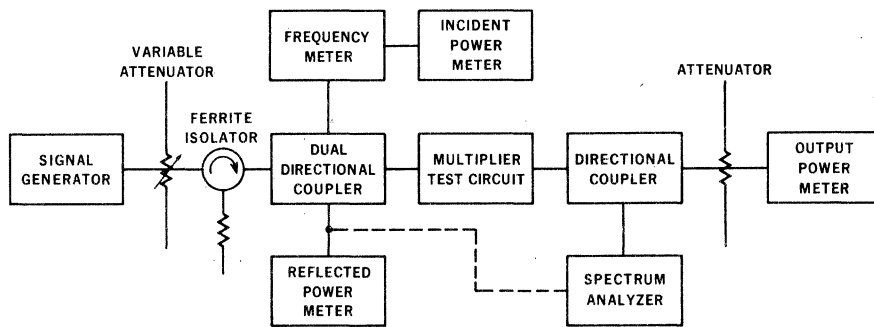 VARIABLE
ATTENUATOR
FREQUENCY
METER
INCIDENT
POWER
METER
ATTENUATOR
FERRITE
ISOLATOR
SIGNAL
GENERATOR
DUAL
DIRECTIONAL
COUPLER
MULTIPLIER
TEST CIRCUIT
DIRECTIONAL
COUPLER
OUTPUT
POWER
METER
REFLECTED
POWER
METER
SPECTRUM
ANALYZER